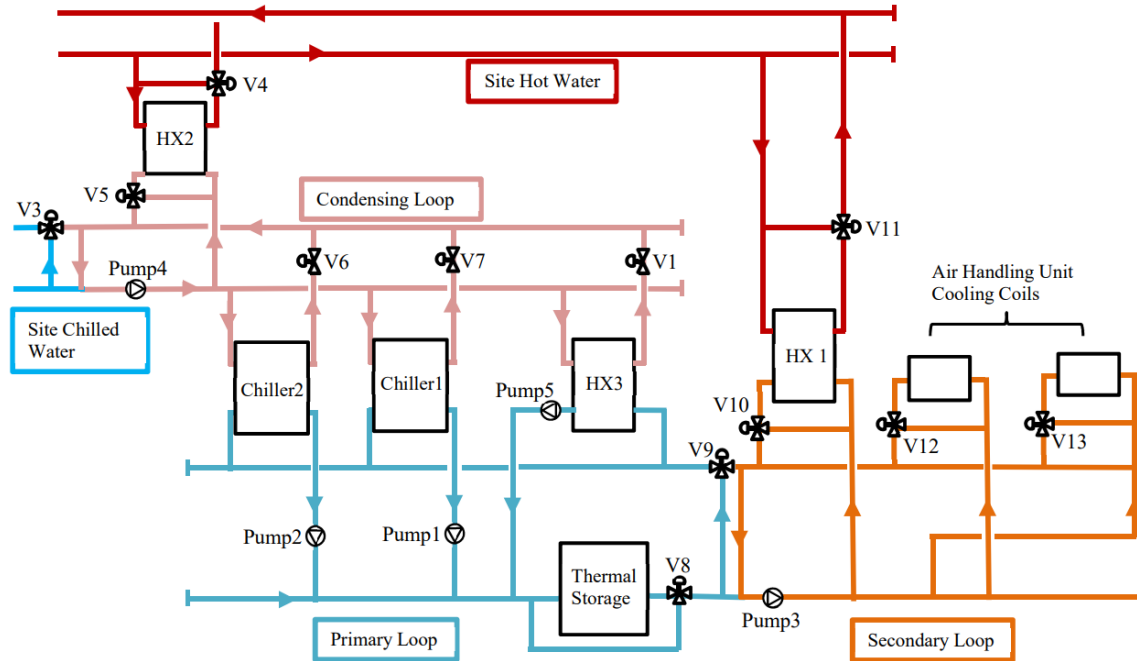 V4
Site Hot Water
HX2
V5
V3
Condensing Loop
V11
V6
V7
V1
Pump4
Air Handling Unit
Cooling Coils
Site Chilled
Water
HX 1
Chiller2
Chiller1
Pump5
HX3
V10
V12
V13
V9
Pump2
Pump1
Thermal
Storage
V8
Pump3
Primary Loop
Secondary Loop